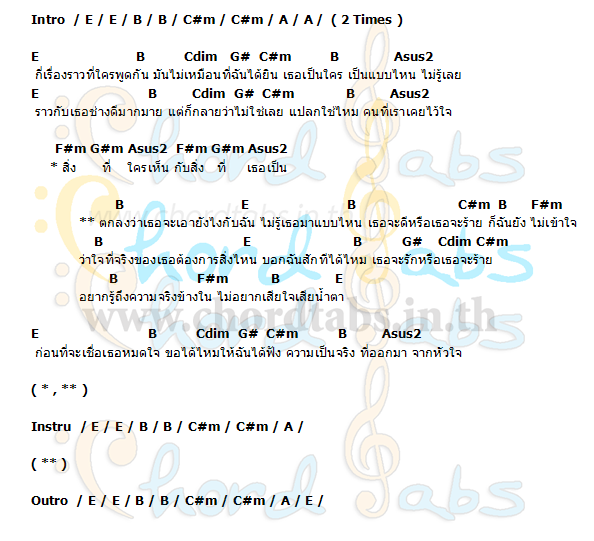 Intro / E / E / B / B / C#m / C#m / A / A / ( 2 Times )
E B Cdim G# C#m B Asus2
กี่เรื่องราวที่ใครพูดกัน มันไม่เหมือนที่ฉันได้ยิน เธอเป็นใคร เป็นแบบไหน ไม่รู้เลย
E B Cdim G# C#m B Asus2
ราวกับเธอช่างดีมากมาย แต่ก็กลายว่าไม่ใช่เลย แปลกใช่ไหม คนที่เราเคยไว้ใจ
F#m G#m Asus2 F#m G#m Asus2
* สิ่ง ที่ ใครเห็น กับสิ่ง ที่ เธอเป็น
B E B C#m B F#m
** ตกลงว่าเธอจะเอายังไงกับฉัน ไม่รู้เธอมาแบบไหน เธอจะดีหรือเธอจะร้าย ก็ฉันยัง ไม่เข้าใจ
B E B G# Cdim C#m
ว่าใจที่จริงของเธอต้องการสิ่งไหน บอกฉันสักทีได้ไหม เธอจะรักหรือเธอจะร้าย
B F#m B E
อยากรู้ถึงความจริงข้างใน ไม่อยากเสียใจเสียน้ำตา
www.chordtabs.in.th
E B Cdim G# C#m B Asus2
ก่อนที่จะเชื่อเธอหมดใจ ขอได้ไหมให้ฉันได้ฟัง ความเป็นจริง ที่ออกมา จากหัวใจ
( * , ** )
Instru / E / E / B / B / C#m / C#m / A /
( ** )
Outro / E / E / B / B / C#m / C#m / A / E /